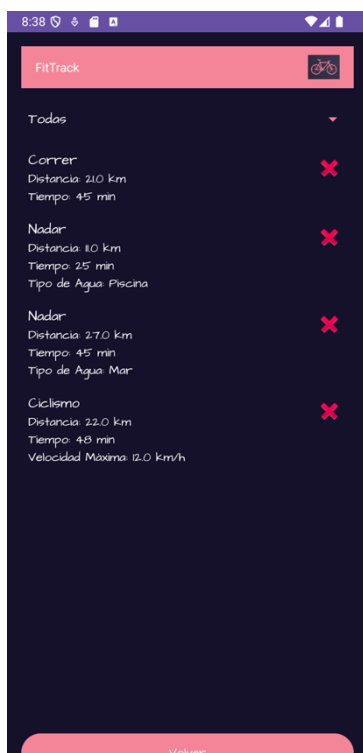 8:38
FitTrack
Todas
Correr
Distancia: 21.0 km
Tiempo: 45 min
Nadar
Distancia: 11.0 km
Tiempo: 25 min
Tipo de Agua: Piscina
Nadar
Distancia: 27.0 km
Tiempo: 45 min
Tipo de Agua: Mar
Ciclismo
Distancia: 22.0 km
Tiempo: 48 min
Velocidad Máxima: 12.0 km/h
Volver